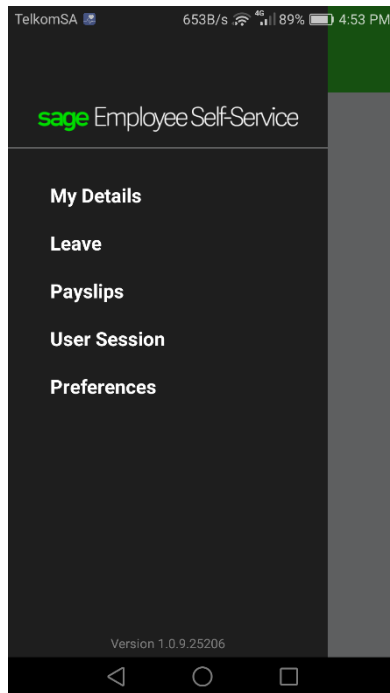 TelkomSA 653B/s 4G 89% 4:53 PM
sage Employee Self-Service
My Details
Leave
Payslips
User Session
Preferences
Version 1.0.9.25206